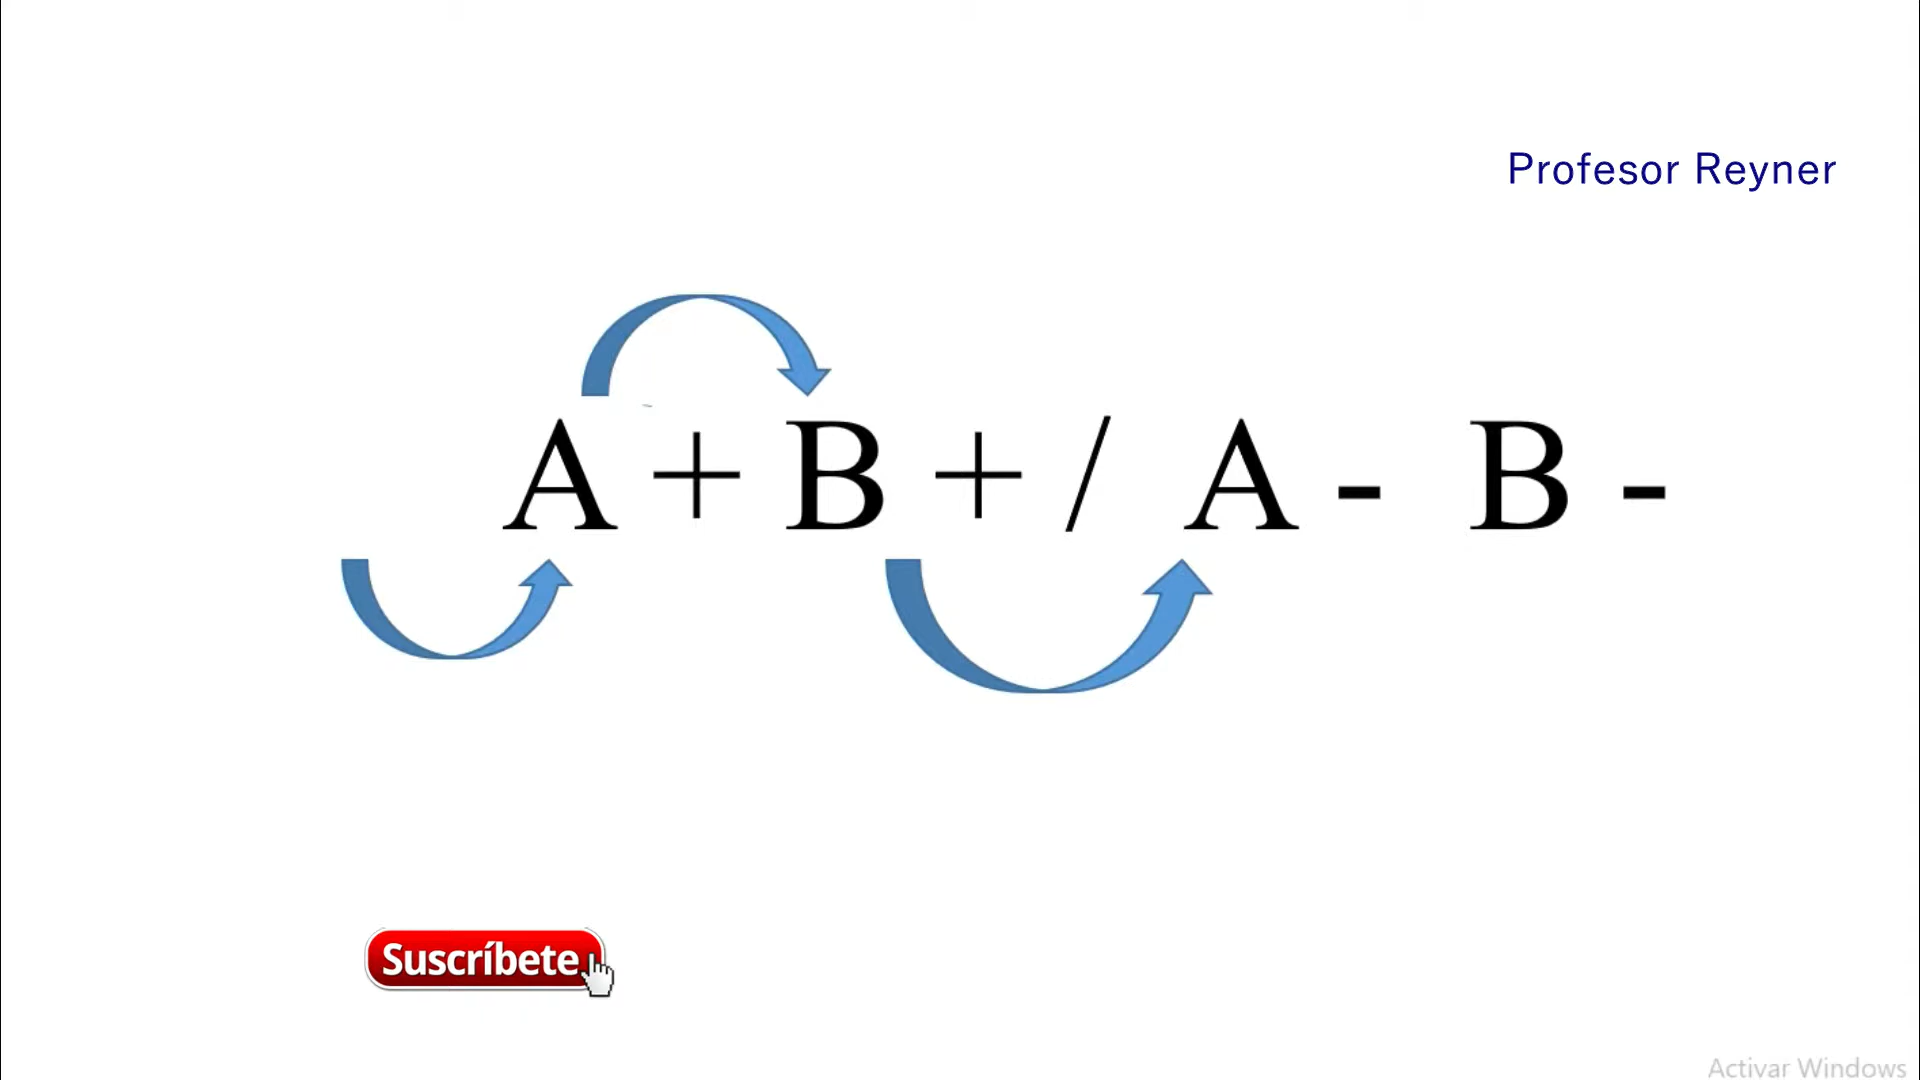 Profesor Reyner
A + B + / A - B -
Suscríbete
Activar Windows